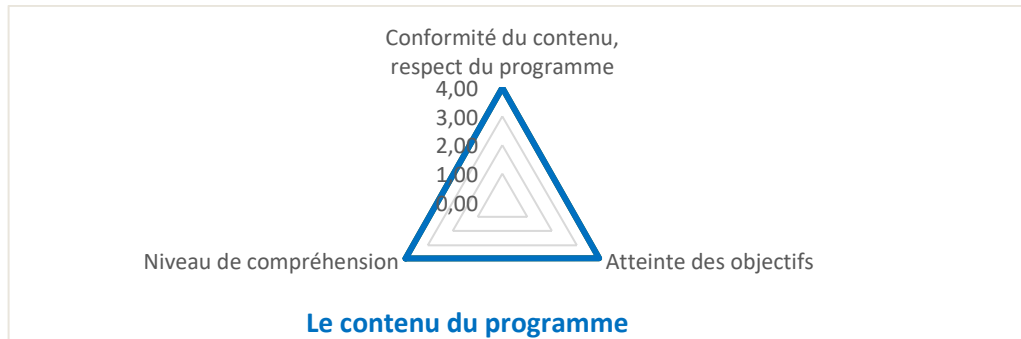 Conformité du contenu,
respect du programme
4,00
3,00
2,00
1,00
0,00
Niveau de compréhension
Atteinte des objectifs
Le contenu du programme